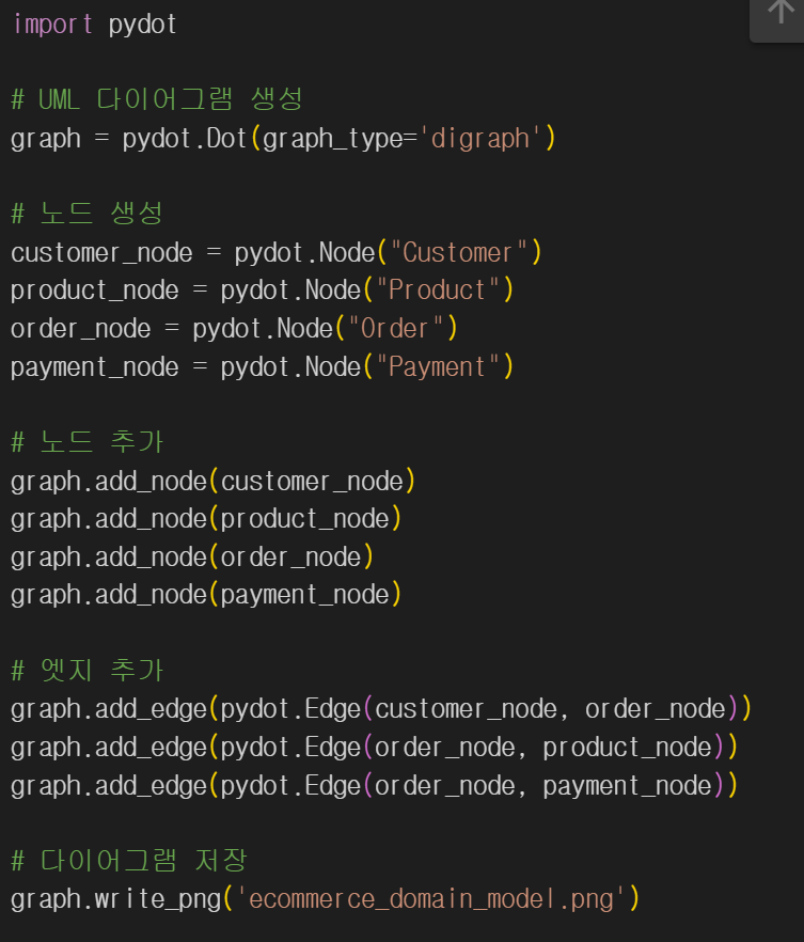 import pydot
# UML 다이어그램 생성
graph = pydot.Dot(graph_type='digraph')
# 노드 생성
customer_node = pydot.Node("Customer")
product_node = pydot.Node("Product")
order_node = pydot.Node("Order")
payment_node = pydot.Node("Payment")
# 노드 추가
graph.add_node(customer_node)
graph.add_node(product_node)
graph.add_node(order_node)
graph.add_node(payment_node)
# 엣지 추가
graph.add_edge(pydot.Edge(customer_node, order_node))
graph.add_edge(pydot.Edge(order_node, product_node))
graph.add_edge(pydot.Edge(order_node, payment_node))
# 다이어그램 저장
graph.write_png('ecommerce_domain_model.png')